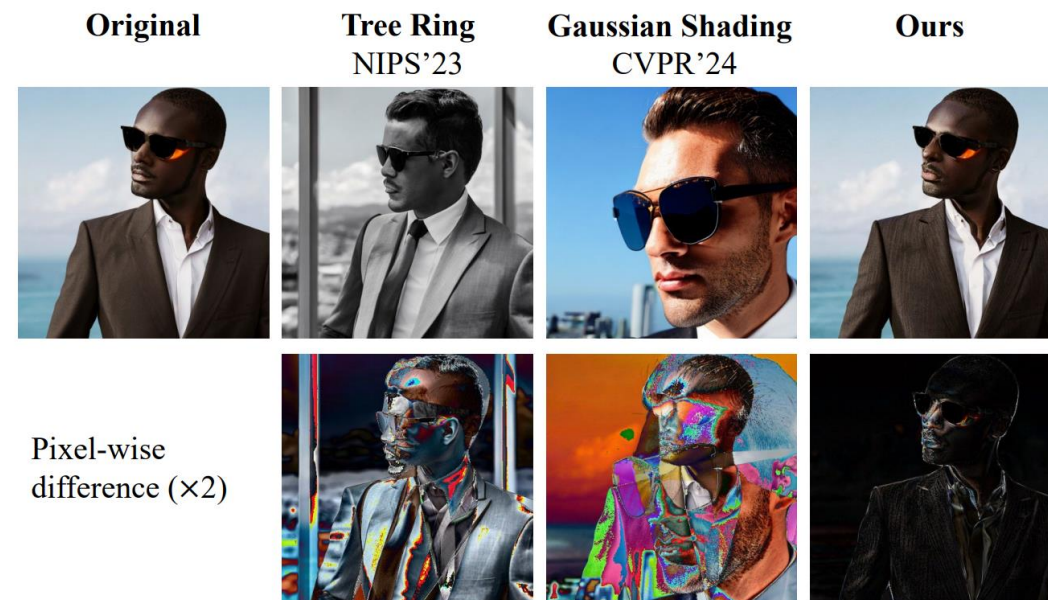 Original
Tree Ring
NIPS’23
Gaussian Shading
CVPR’24
Ours
Pixel-wise
difference (×2)